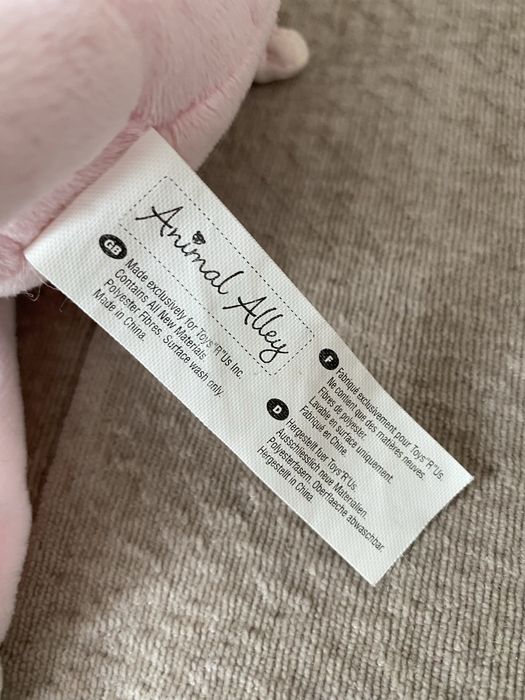 Animal Alley
GB
Made exclusively for Toys"R"Us Inc.
Contains All New Materials
Polyester Fibres. Surface wash only.
Made in China.
F
Fabriqué exclusivement pour Toys"R"Us.
Ne contient que des matières neuves.
Fibres de polyester.
Lavable en surface uniquement.
Fabriqué en Chine.
D
Hergestellt fuer Toys"R"Us.
Ausschliesslich neue Materialien.
Polyesterfasern. Oberflaeche abwaschbar.
Hergestellt in China